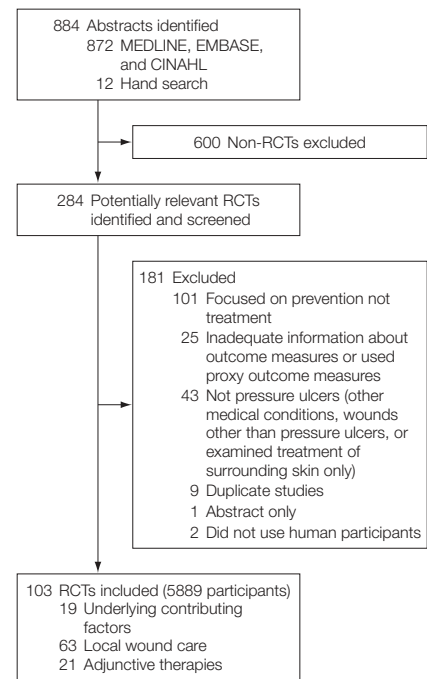 884 Abstracts identified
872 MEDLINE, EMBASE,
and CINAHL
12 Hand search
600 Non-RCTs excluded
284 Potentially relevant RCTs
identified and screened
181 Excluded
101 Focused on prevention not
treatment
25 Inadequate information about
outcome measures or used
proxy outcome measures
43 Not pressure ulcers (other
medical conditions, wounds
other than pressure ulcers, or
examined treatment of
surrounding skin only)
9 Duplicate studies
1 Abstract only
2 Did not use human participants
103 RCTs included (5889 participants)
19 Underlying contributing
factors
63 Local wound care
21 Adjunctive therapies